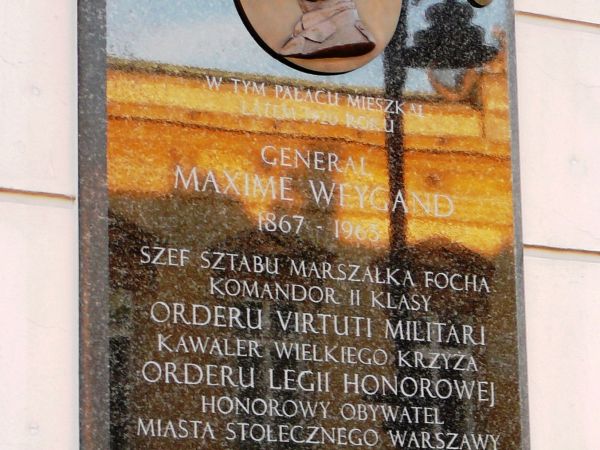 W TYM PAŁACU MIESZKAŁ
LATEM 1920 ROKU
GENERAŁ
MAXIME WEYGAND
1867 - 1965
SZEF SZTABU MARSZAŁKA FOCHA
KOMANDOR II KLASY
ORDERU VIRTUTI MILITARI
KAWALER WIELKIEGO KRZYŻA
ORDERU LEGII HONOROWEJ
HONOROWY OBYWATEL
MIASTA STOŁECZNEGO WARSZAWY